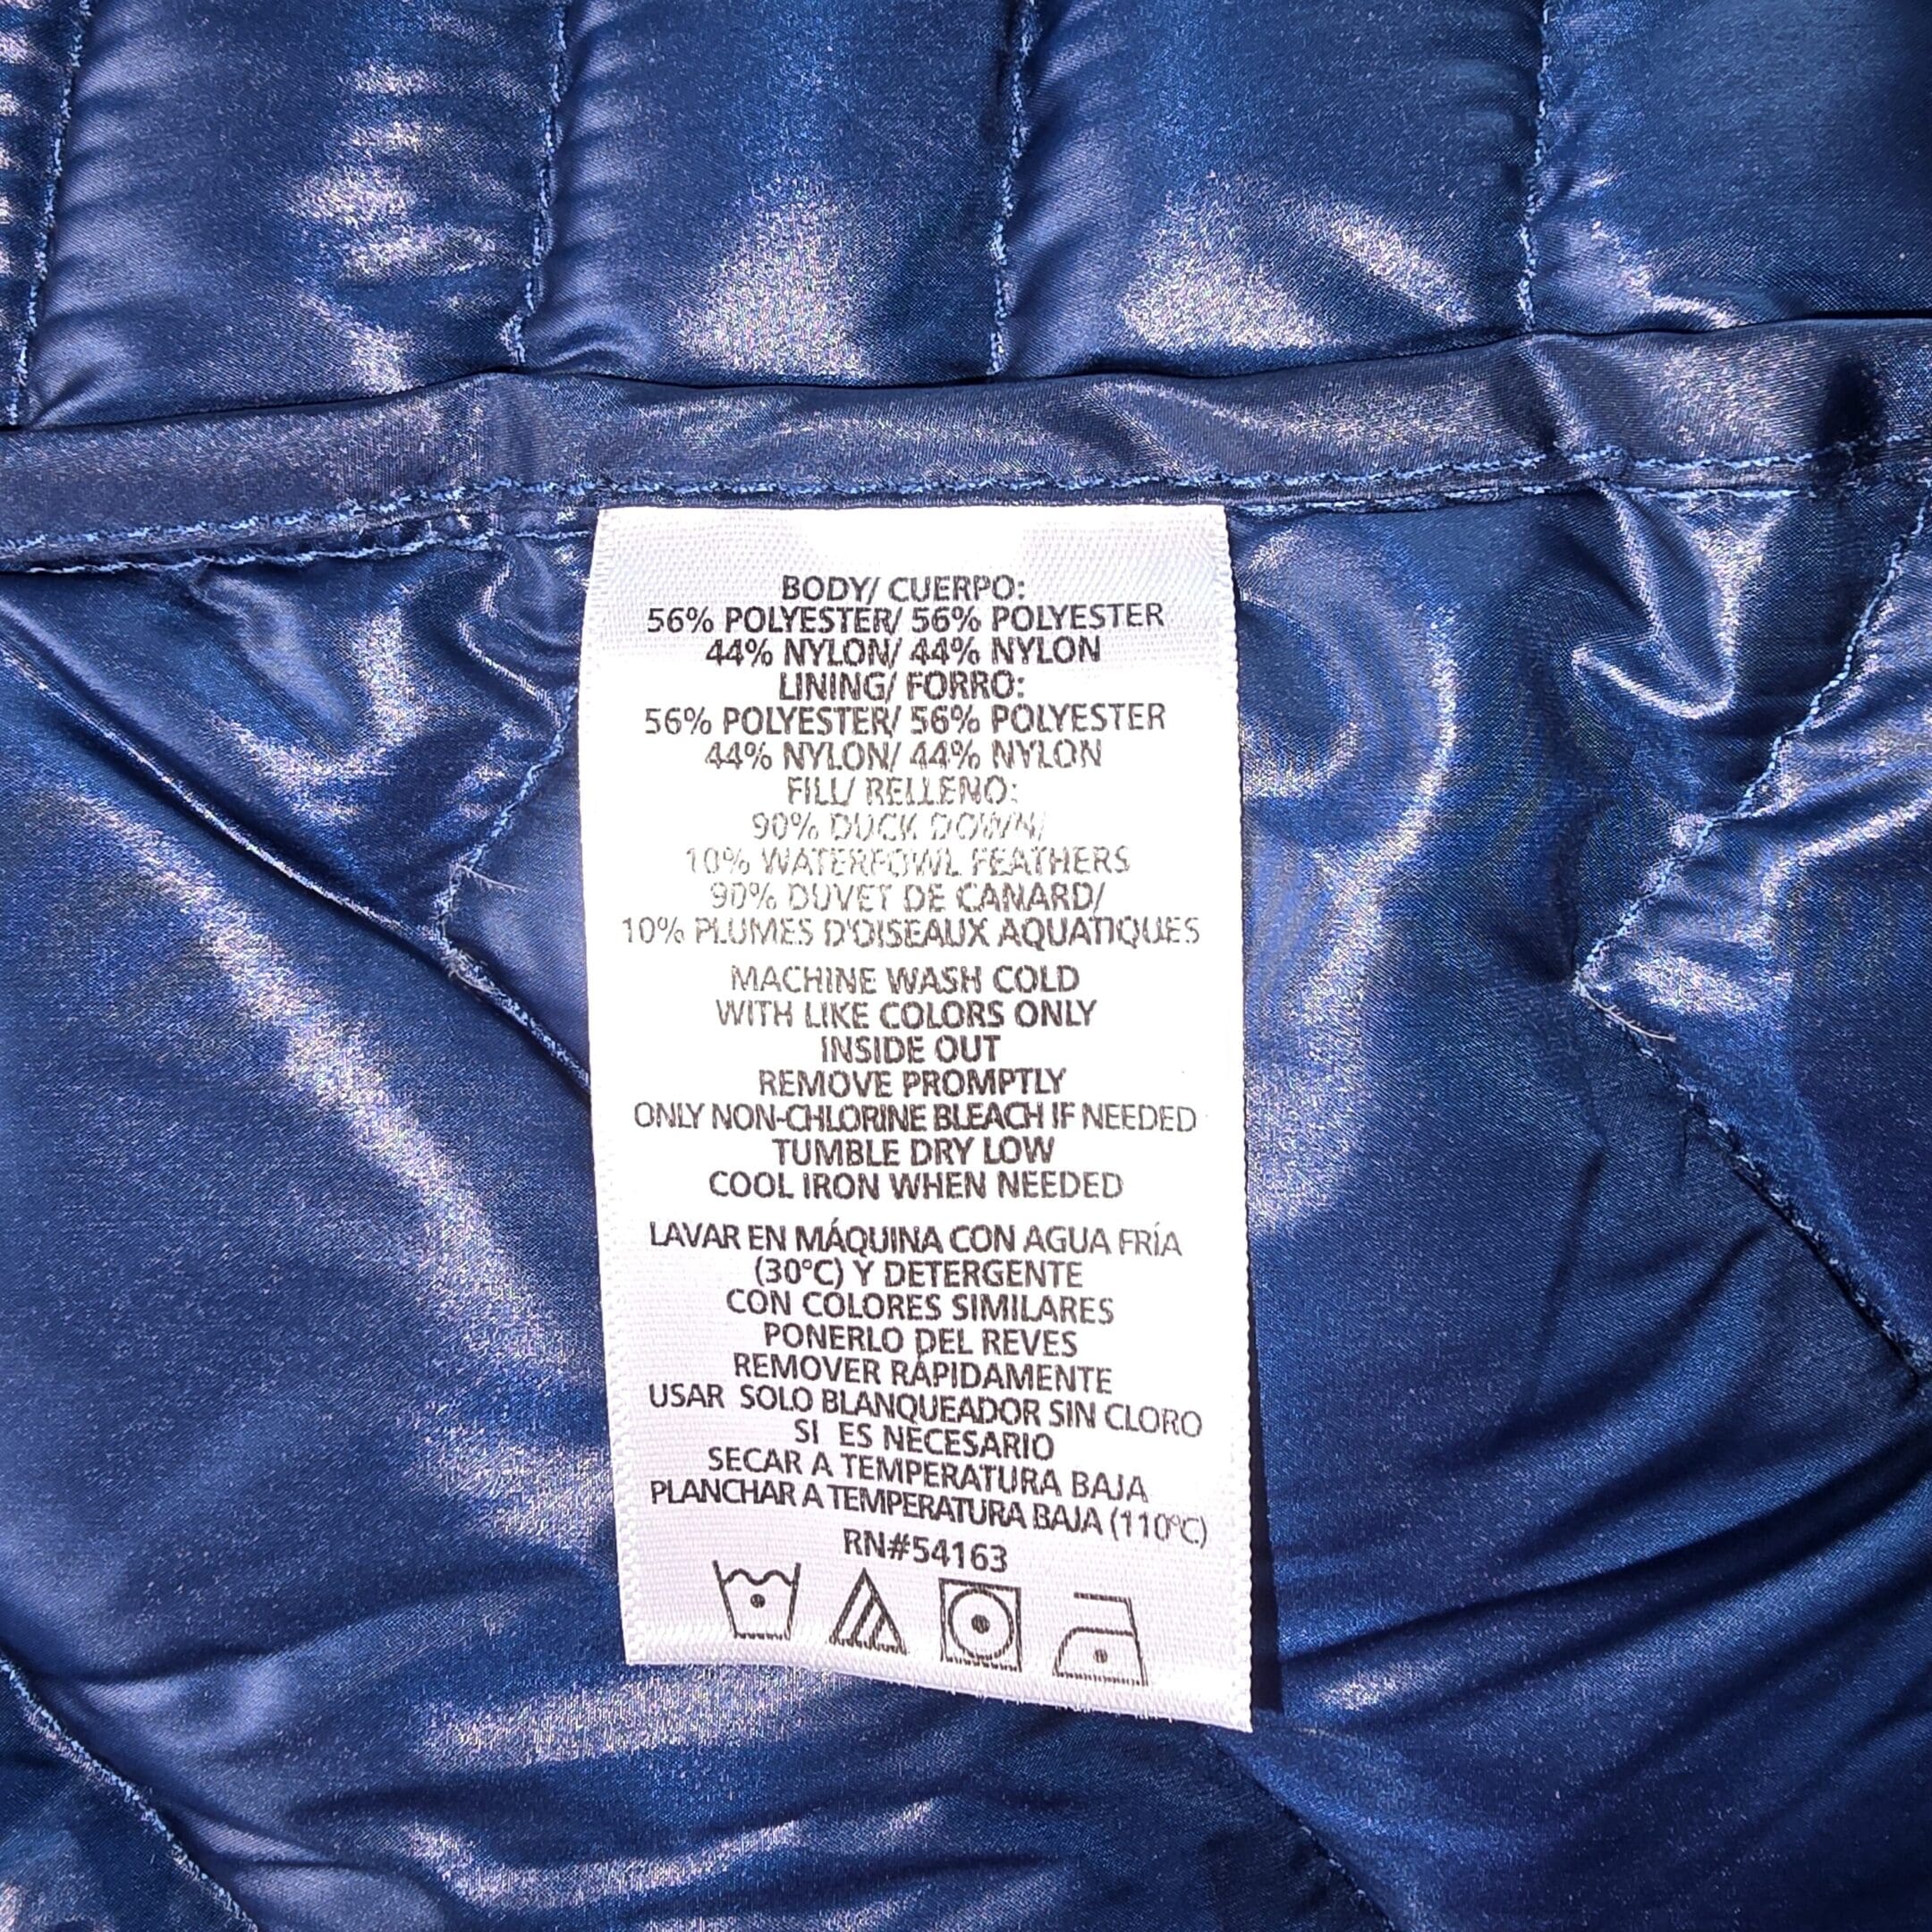 BODY/ CUERPO:
56% POLYESTER/ 56% POLYESTER
44% NYLON/ 44% NYLON
LINING/ FORRO:
56% POLYESTER/ 56% POLYESTER
44% NYLON/ 44% NYLON
FILL/ RELLENO:
90% DUCK DOWN/
10% WATERFOWL FEATHERS
90% DUVET DE CANARD/
10% PLUMES D'OISEAUX AQUATIQUES
MACHINE WASH COLD
WITH LIKE COLORS ONLY
INSIDE OUT
REMOVE PROMPTLY
ONLY NON-CHLORINE BLEACH IF NEEDED
TUMBLE DRY LOW
COOL IRON WHEN NEEDED
LAVAR EN MÁQUINA CON AGUA FRÍA
(30°C) Y DETERGENTE
CON COLORES SIMILARES
PONERLO DEL REVES
REMOVER RÁPIDAMENTE
USAR SOLO BLANQUEADOR SIN CLORO
SI ES NECESARIO
SECAR A TEMPERATURA BAJA
PLANCHAR A TEMPERATURA BAJA (110°C)
RN#54163